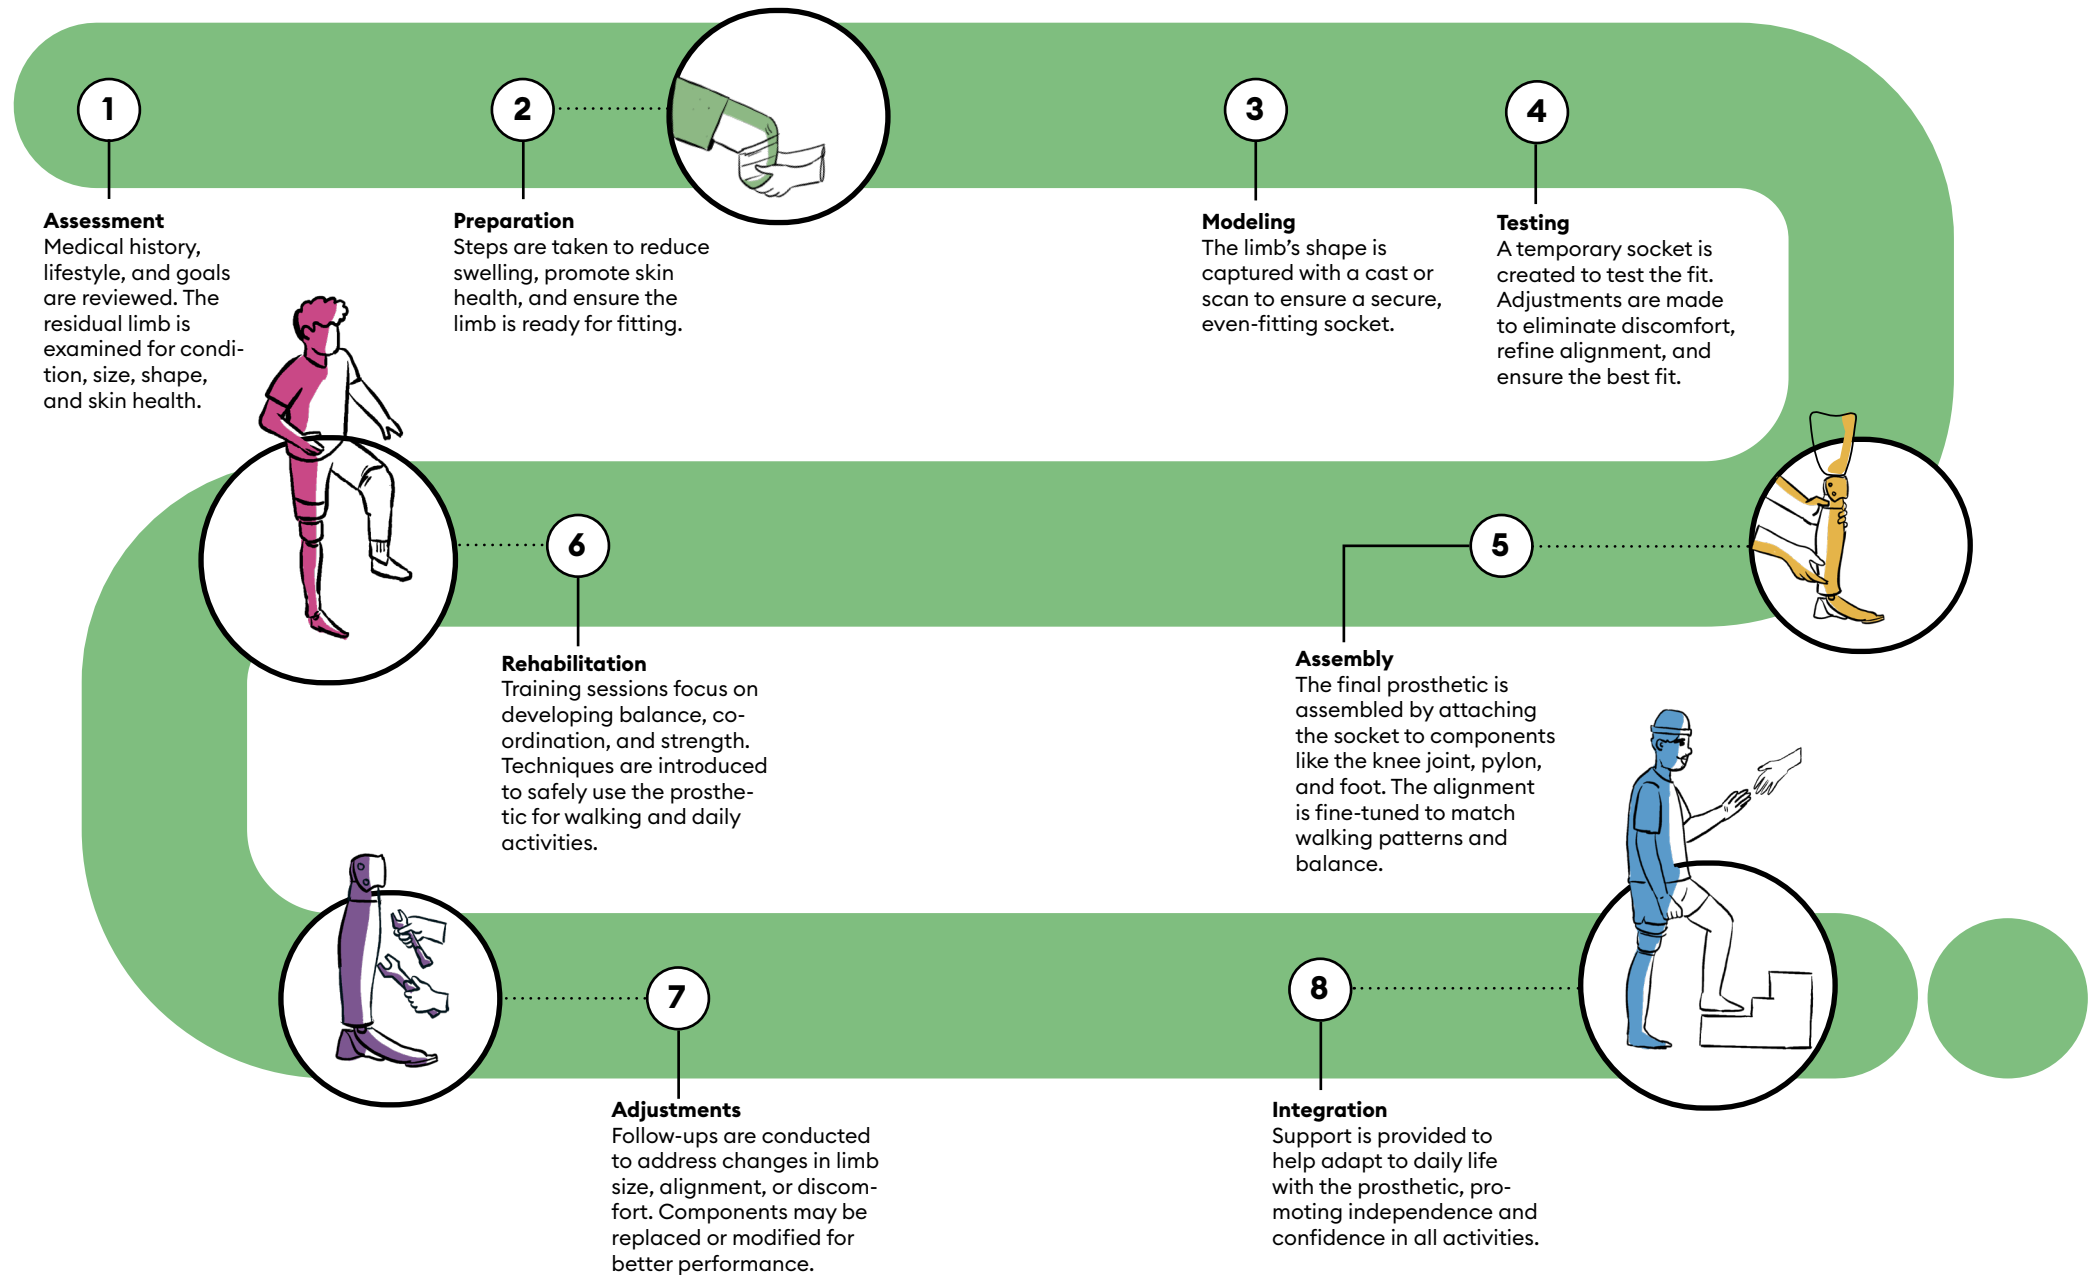 1
Assessment
Medical history,
lifestyle, and goals
are reviewed. The
residual limb is
examined for condi-
tion, size, shape,
and skin health.
2
Preparation
Steps are taken to reduce
swelling, promote skin
health, and ensure the
limb is ready for fitting.
3
Modeling
The limb’s shape is
captured with a cast or
scan to ensure a secure,
even-fitting socket.
4
Testing
A temporary socket is
created to test the fit.
Adjustments are made
to eliminate discomfort,
refine alignment, and
ensure the best fit.
5
Assembly
The final prosthetic is
assembled by attaching
the socket to components
like the knee joint, pylon,
and foot. The alignment
is fine-tuned to match
walking patterns and
balance.
6
Rehabilitation
Training sessions focus on
developing balance, co-
ordination, and strength.
Techniques are introduced
to safely use the prosthe-
tic for walking and daily
activities.
7
Adjustments
Follow-ups are conducted
to address changes in limb
size, alignment, or discom-
fort. Components may be
replaced or modified for
better performance.
8
Integration
Support is provided to
help adapt to daily life
with the prosthetic, pro-
moting independence and
confidence in all activities.